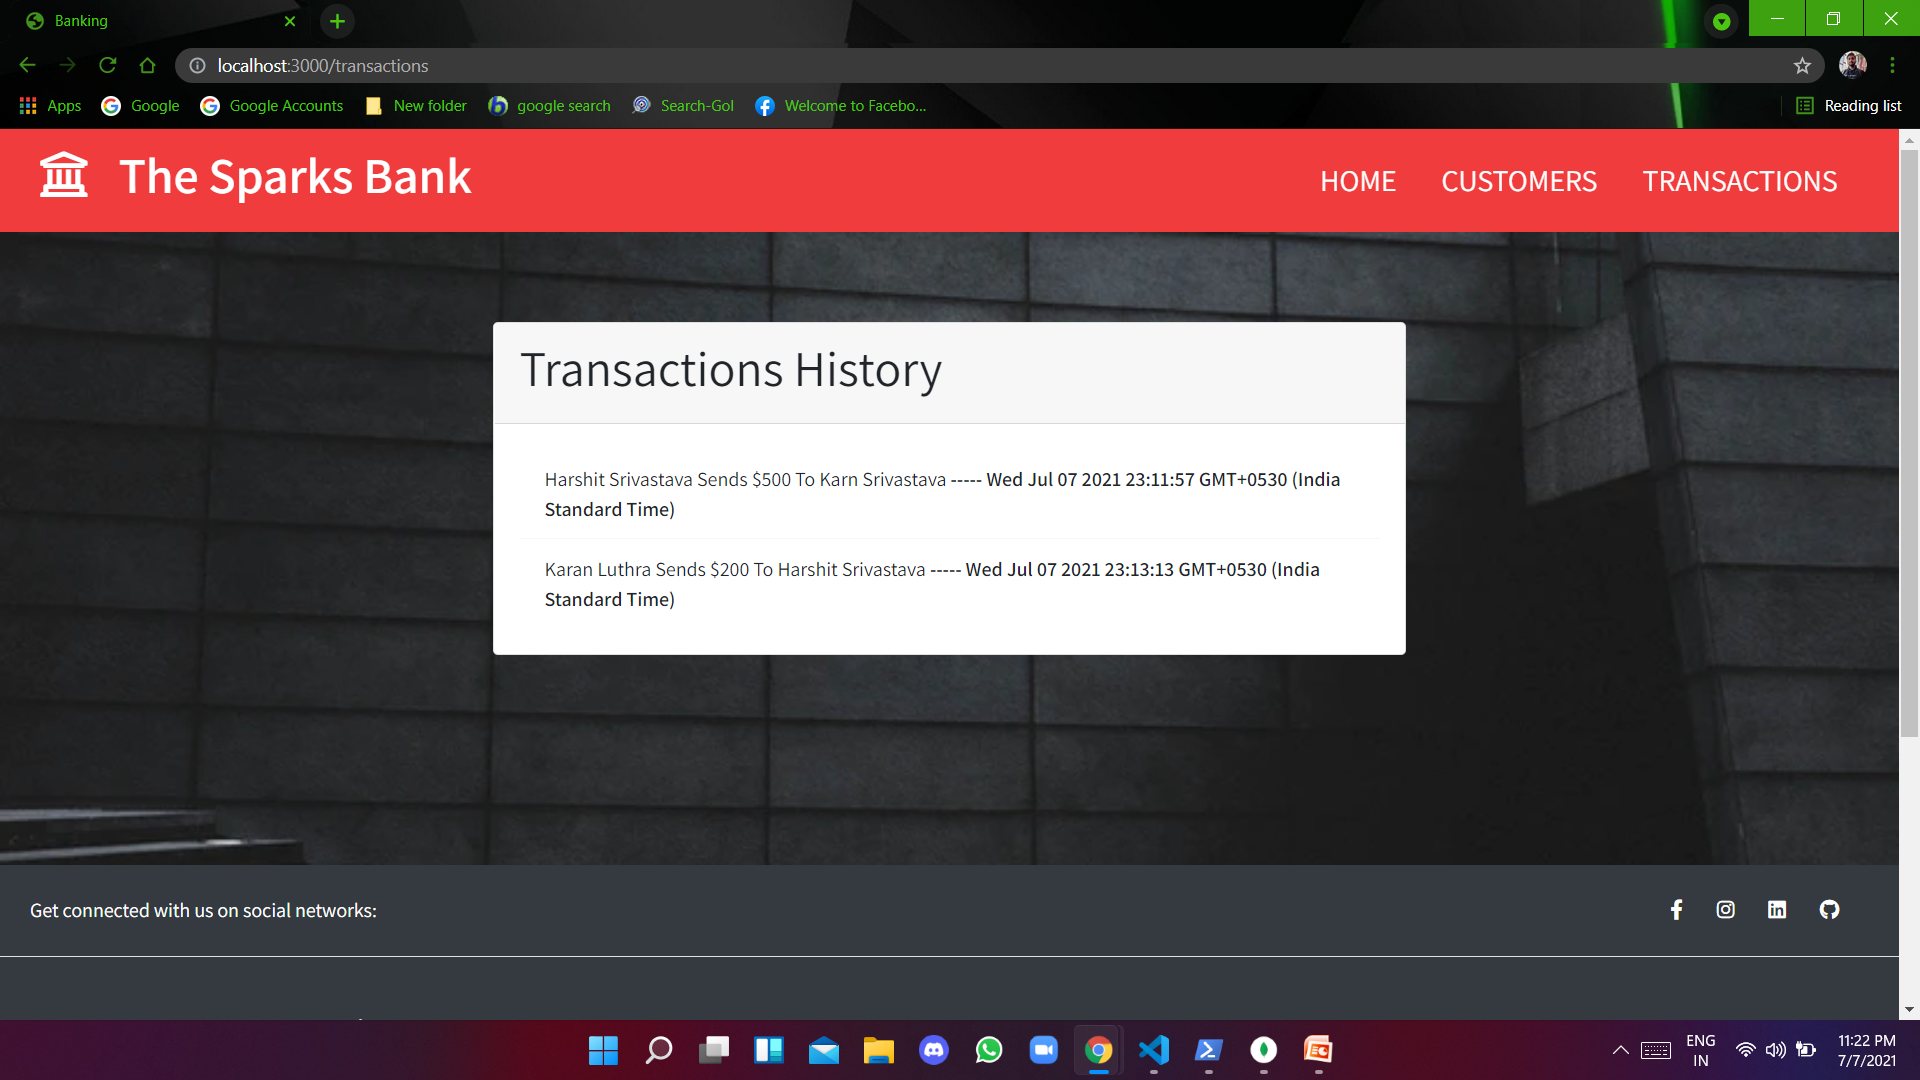 Banking
localhost:3000/transactions
Apps
Google
Google Accounts
New folder
google search
Search-Gol
Welcome to Facebo...
Reading list
The Sparks Bank
HOME
CUSTOMERS
TRANSACTIONS
Transactions History
Harshit Srivastava Sends $500 To Karn Srivastava ----- Wed Jul 07 2021 23:11:57 GMT+0530 (India
Standard Time)
Karan Luthra Sends $200 To Harshit Srivastava ----- Wed Jul 07 2021 23:13:13 GMT+0530 (India
Standard Time)
Get connected with us on social networks:
ENG
IN
11:22 PM
7/7/2021